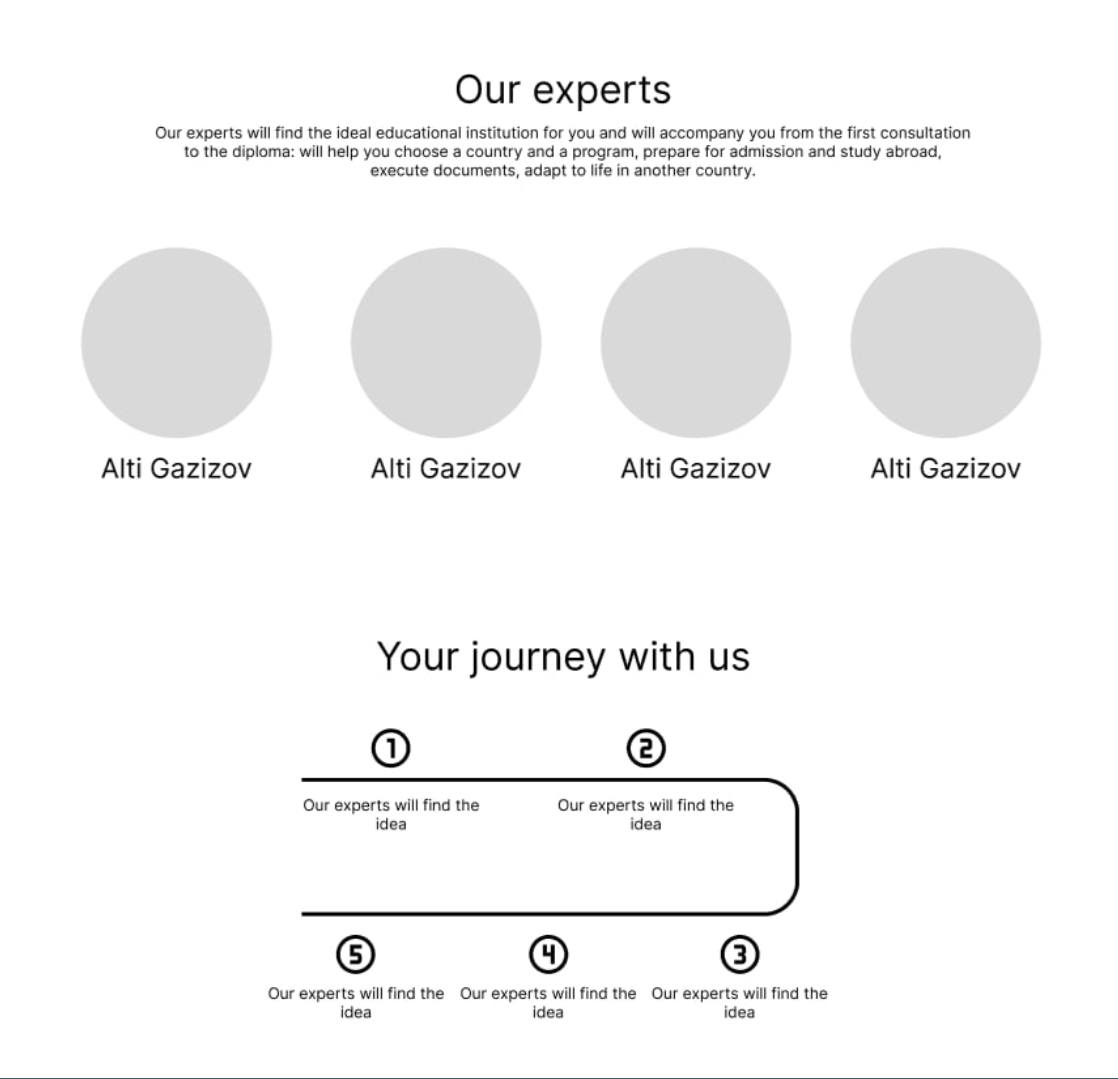 Our experts
Our experts will find the ideal educational institution for you and will accompany you from the first consultation
to the diploma: will help you choose a country and a program, prepare for admission and study abroad,
execute documents, adapt to life in another country.
Alti Gazizov
Alti Gazizov
Alti Gazizov
Alti Gazizov
Your journey with us
1
2
Our experts will find the
idea
Our experts will find the
idea
5
4
3
Our experts will find the
idea
Our experts will find the
idea
Our experts will find the
idea